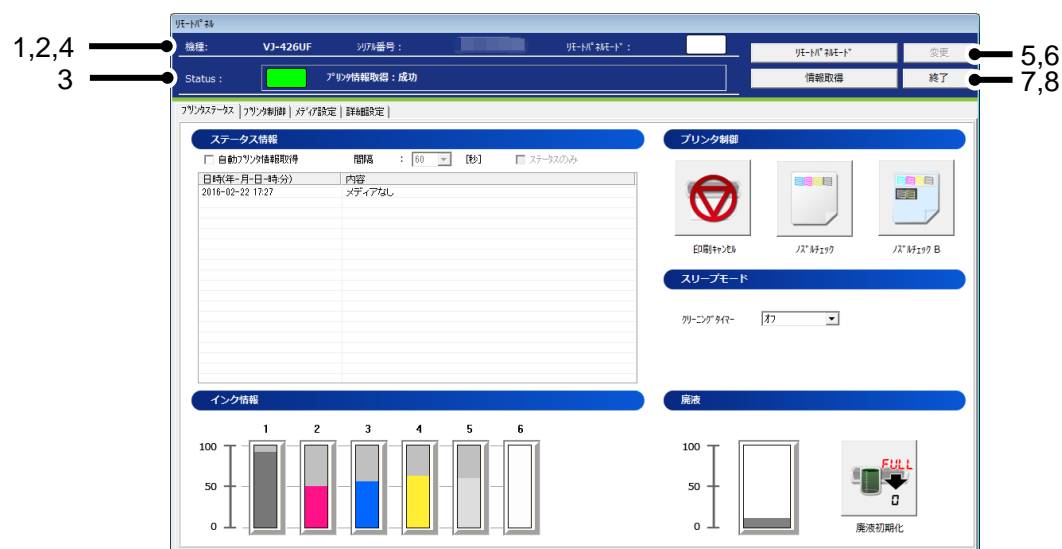 リモートパネル
1,2,4
機種: VJ-426UF シリアル番号: リモートパネルモード:
リモートパネルモード 変更
5,6
3
Status : プリンタ情報取得:成功
情報取得 終了
7,8
プリンタステータス プリンタ制御 メディア設定 詳細設定
ステータス情報
自動プリンタ情報取得 間隔 : 60 [秒] ステータスのみ
日時(年-月-日-時:分) 内容
2016-02-22 17:27 メディアなし
プリンタ制御
印刷キャンセル ノズルチェック ノズルチェック B
スリープモード
クリーニングタイマー オフ
インク情報
1 2 3 4 5 6
100
50
0
廃液
100
50
0
FULL
0
廃液初期化